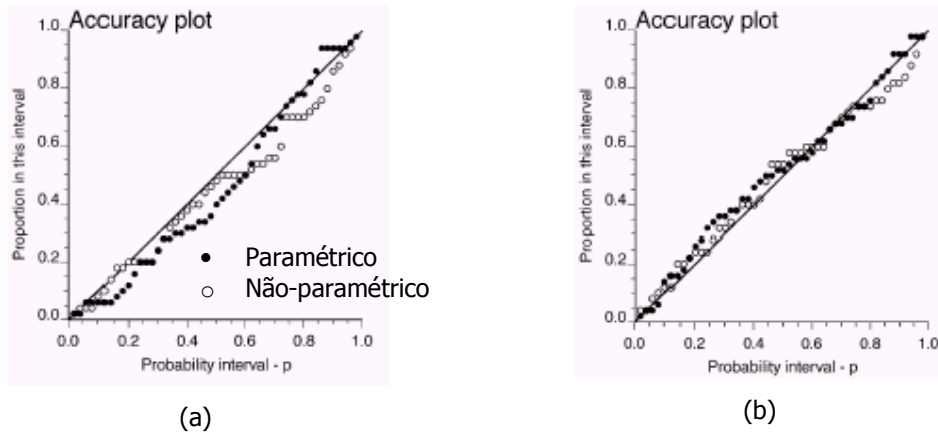 Accuracy plot
1.0
0.8
0.6
0.4
0.2
0.0
Proportion in this interval
0.0 0.2 0.4 0.6 0.8 1.0
Probability interval - p
Paramétrico
Não-paramétrico
(a)
Accuracy plot
1.0
0.8
0.6
0.4
0.2
0.0
Proportion in this interval
0.0 0.2 0.4 0.6 0.8 1.0
Probability interval - p
(b)